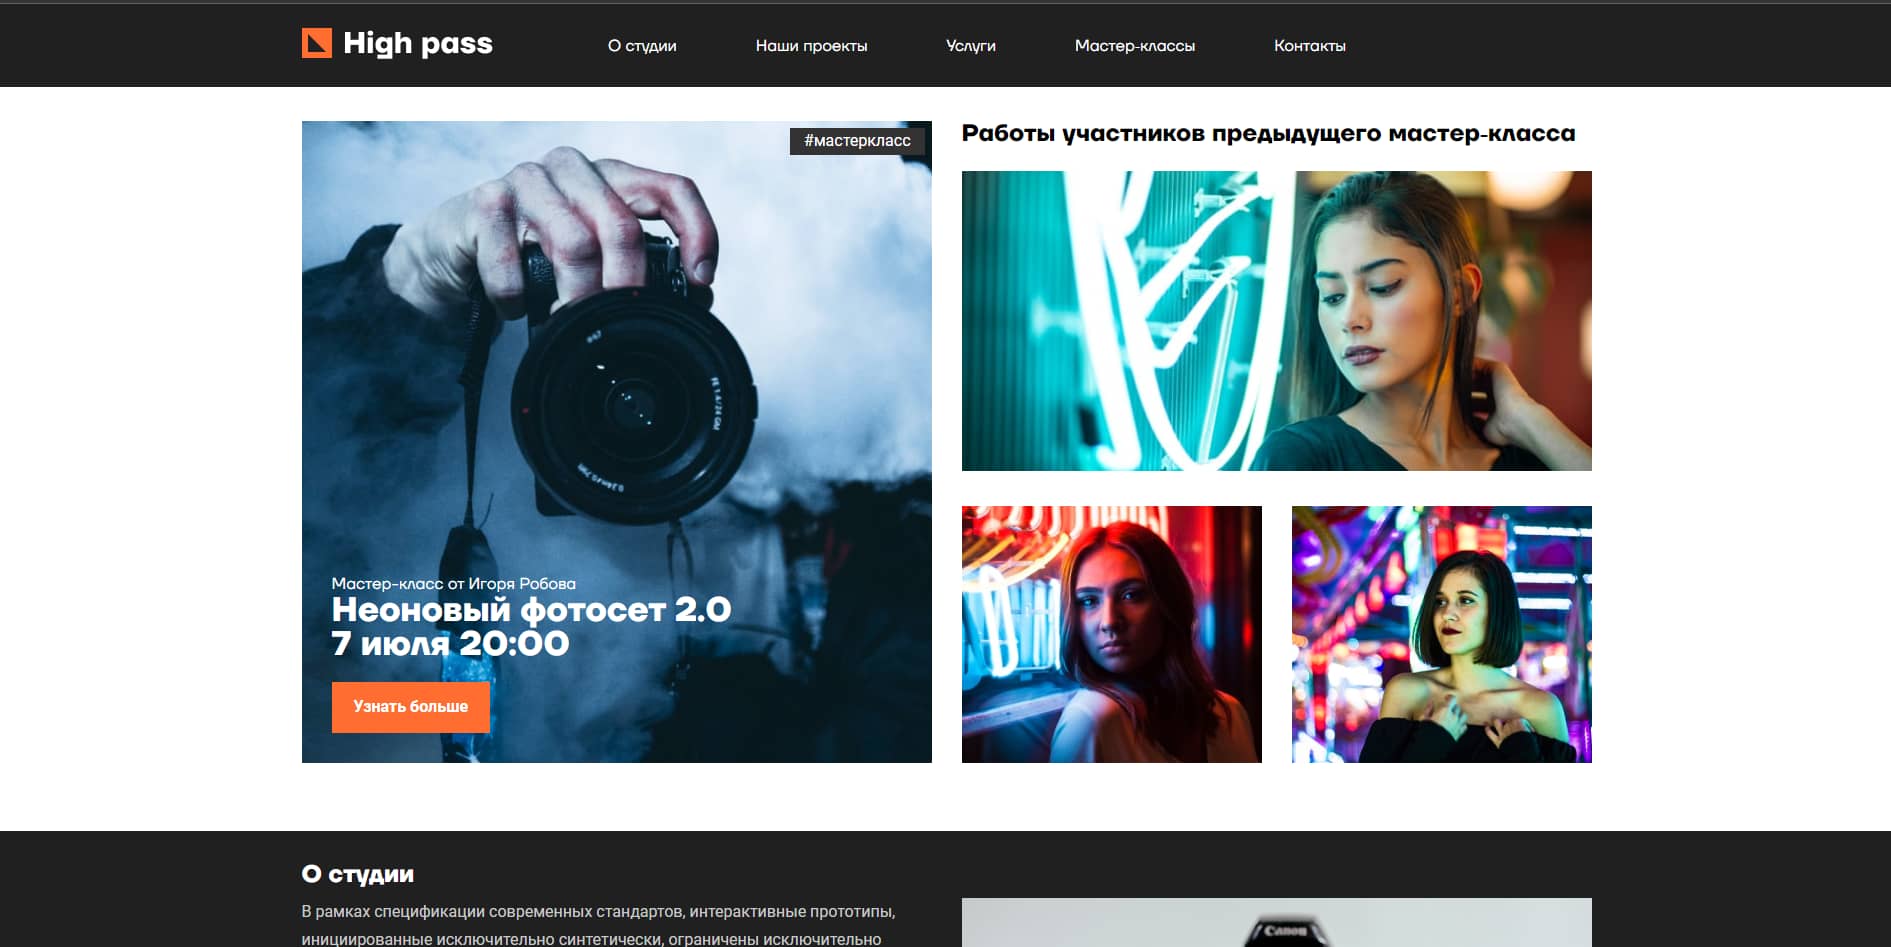 High pass
О студии
Наши проекты
Услуги
Мастер-классы
Контакты
#мастеркласс
Мастер-класс от Игоря Робова
Неоновый фотосет 2.0
7 июля 20:00
Узнать больше
Работы участников предыдущего мастер-класса
О студии
В рамках спецификации современных стандартов, интерактивные прототипы,
инициированные исключительно синтетически, ограничены исключительно
Canon